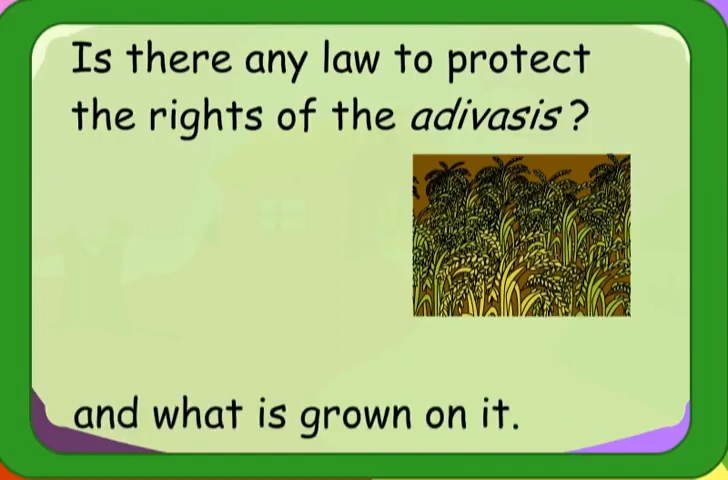 Is there any law to protect
the rights of the adivasis?
and what is grown on it.